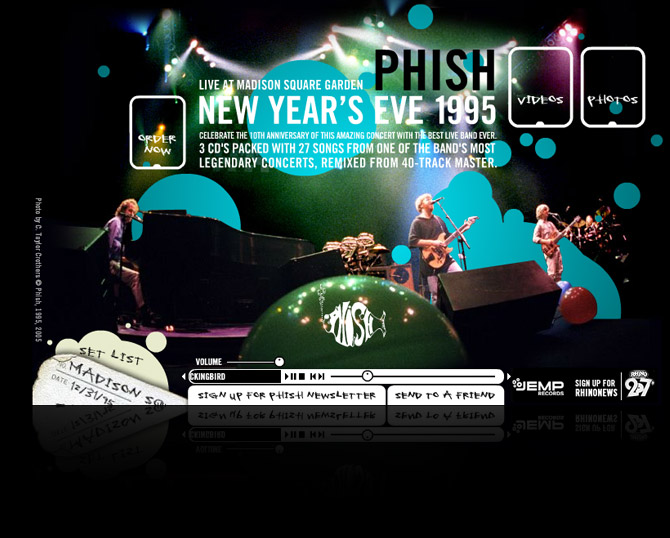 PHISH
LIVE AT MADISON SQUARE GARDEN
NEW YEAR'S EVE 1995
CELEBRATE THE 10TH ANNIVERSARY OF THIS AMAZING CONCERT WITH THE BEST LIVE BAND EVER.
3 CD'S PACKED WITH 27 SONGS FROM ONE OF THE BAND'S MOST
LEGENDARY CONCERTS, REMIXED FROM 40-TRACK MASTER.
VIDEOS
PHOTOS
ORDER
NOW
Photo by C. Taylor Crothers © Phish, 1995, 2005
PHISH
SET LIST
NO. MADISON S
DATE 12/31/95
VOLUME
CKINGBIRD
SIGN UP FOR PHISH NEWSLETTER
SEND TO A FRIEND
JEMP
RECORDS
SIGN UP FOR
RHINONEWS
RHINO